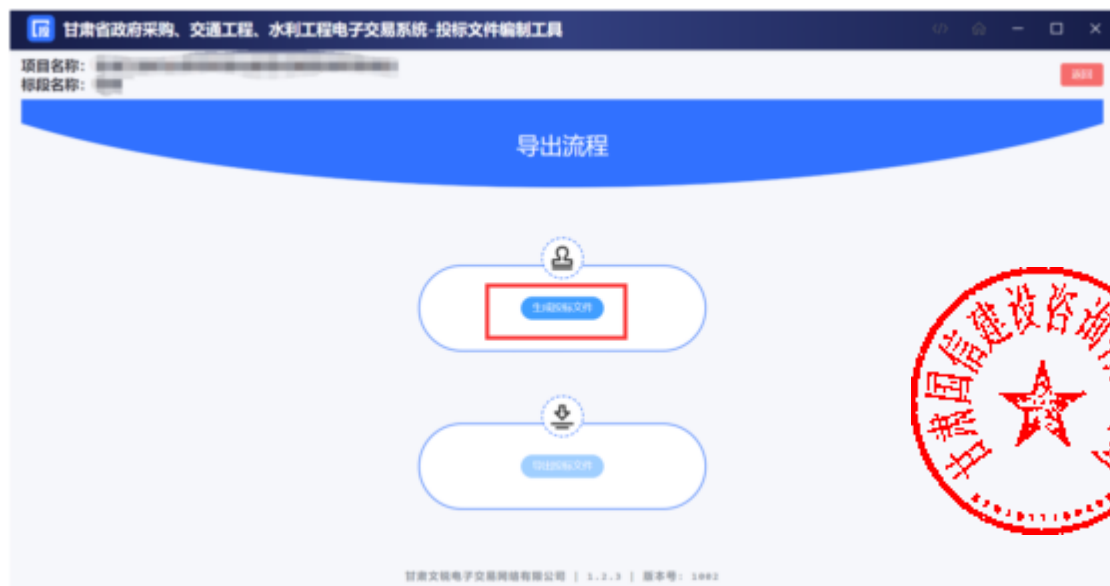 甘肃省政府采购、交通工程、水利工程电子交易系统-投标文件编制工具
项目名称：
标段名称：
返回
导出流程
生成投标文件
导出投标文件
甘肃国信建设咨询
甘肃文锐电子交易网络有限公司 | 1.2.3 | 版本号: 1002